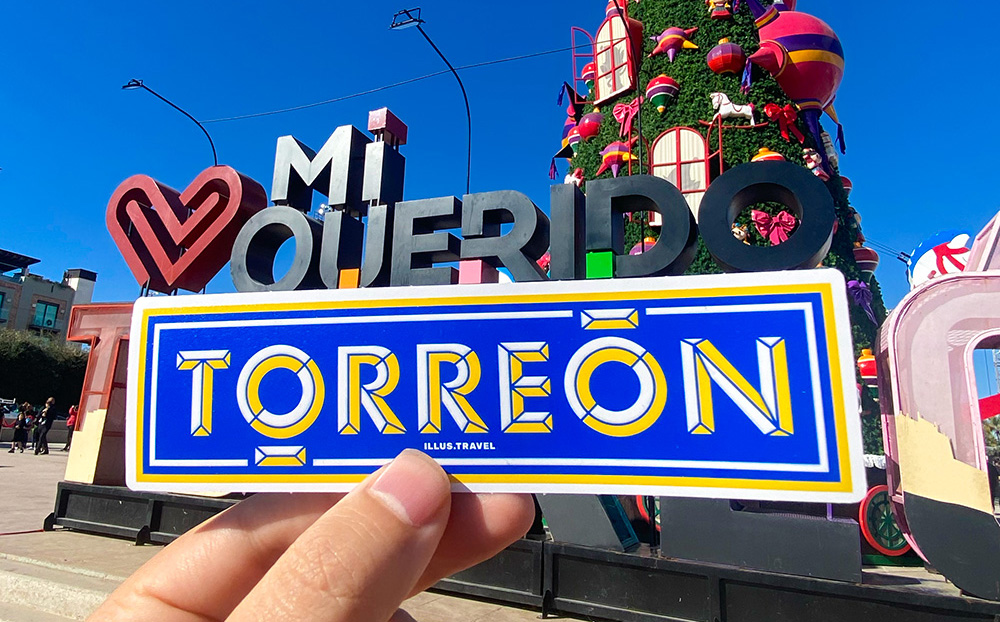 MI
QUERIDO
TORREÓN
ILLUS.TRAVEL